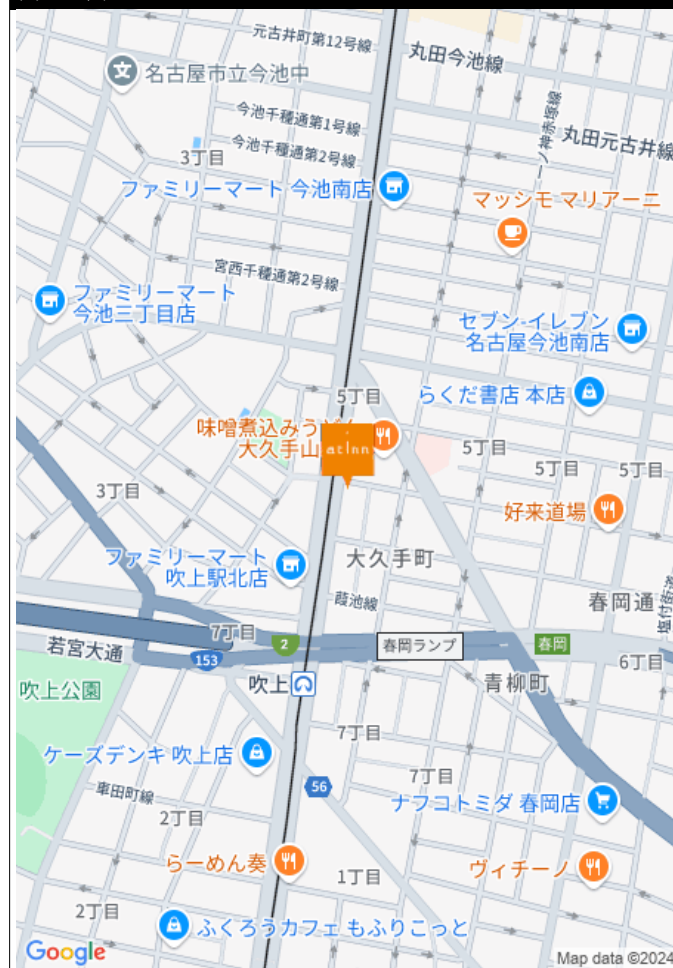 元古井町第12号線
丸田今池線
名古屋市立今池中
今池千種通第1号線
一ノ神赤塚線
丸田元古井線
今池千種通第2号線
3丁目
ファミリーマート 今池南店
マッシモ マリアーニ
宮西千種通第2号線
ファミリーマート
今池三丁目店
セブン-イレブン
名古屋今池南店
5丁目
らくだ書店 本店
味噌煮込みう
大久手山
at Inn
5丁目
5丁目
5丁目
3丁目
好来道場
ファミリーマート
吹上駅北店
大久手町
葭池線
春岡通
塩付街道
7丁目
若宮大通
2
153
春岡ランプ
春岡
6丁目
吹上公園
吹上
青柳町
7丁目
ケーズデンキ 吹上店
7丁目
車田町線
56
ナフコトミダ 春岡店
2丁目
らーめん奏
1丁目
ヴィチーノ
2丁目
ふくろうカフェ もふりこっと
Google
Map data ©2024